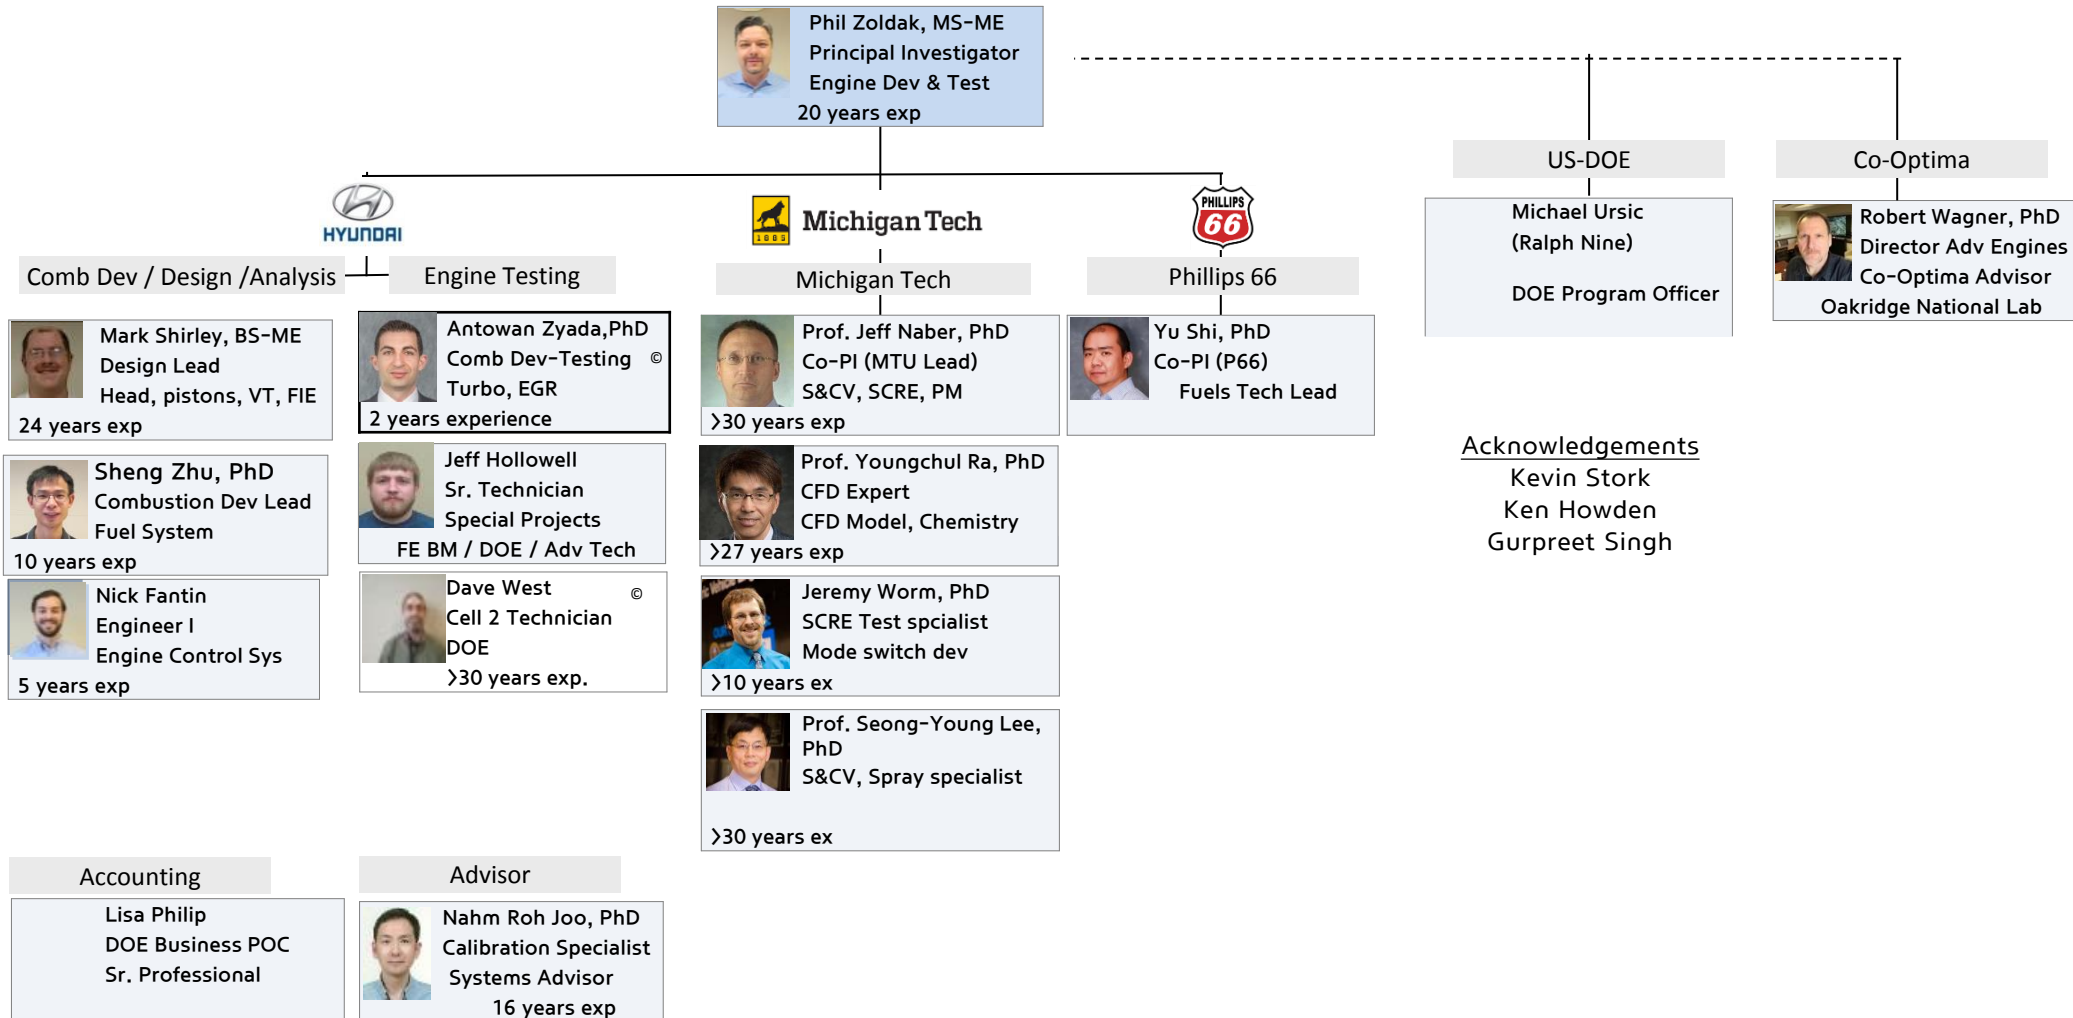 Phil Zoldak, MS-ME
Principal Investigator
Engine Dev & Test
20 years exp
US-DOE
Co-Optima
HYUNDAI
1885
Michigan Tech
PHILLIPS
66
Michael Ursic
(Ralph Nine)
DOE Program Officer
Robert Wagner, PhD
Director Adv Engines
Co-Optima Advisor
Oakridge National Lab
Comb Dev / Design /Analysis
Engine Testing
Michigan Tech
Phillips 66
Mark Shirley, BS-ME
Design Lead
Head, pistons, VT, FIE
24 years exp
Sheng Zhu, PhD
Combustion Dev Lead
Fuel System
10 years exp
Nick Fantin
Engineer I
Engine Control Sys
5 years exp
Antowan Zyada,PhD
Comb Dev-Testing ©
Turbo, EGR
2 years experience
Jeff Hollowell
Sr. Technician
Special Projects
FE BM / DOE / Adv Tech
Dave West ©
Cell 2 Technician
DOE
>30 years exp.
Prof. Jeff Naber, PhD
Co-PI (MTU Lead)
S&CV, SCRE, PM
>30 years exp
Prof. Youngchul Ra, PhD
CFD Expert
CFD Model, Chemistry
>27 years exp
Jeremy Worm, PhD
SCRE Test spcialist
Mode switch dev
>10 years ex
Prof. Seong-Young Lee,
PhD
S&CV, Spray specialist
>30 years ex
Yu Shi, PhD
Co-PI (P66)
Fuels Tech Lead
Acknowledgements
Kevin Stork
Ken Howden
Gurpreet Singh
Accounting
Lisa Philip
DOE Business POC
Sr. Professional
Advisor
Nahm Roh Joo, PhD
Calibration Specialist
Systems Advisor
16 years exp